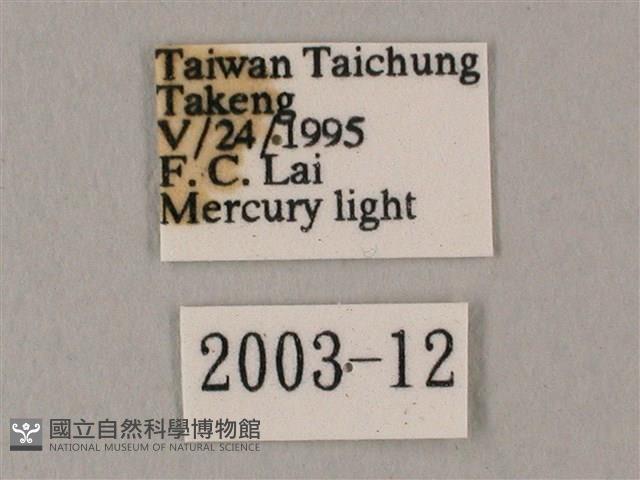 Taiwan Taichung
Takeng
V/24/1995
F. C. Lai
Mercury light
2003-12
國立自然科學博物館
NATIONAL MUSEUM OF NATURAL SCIENCE